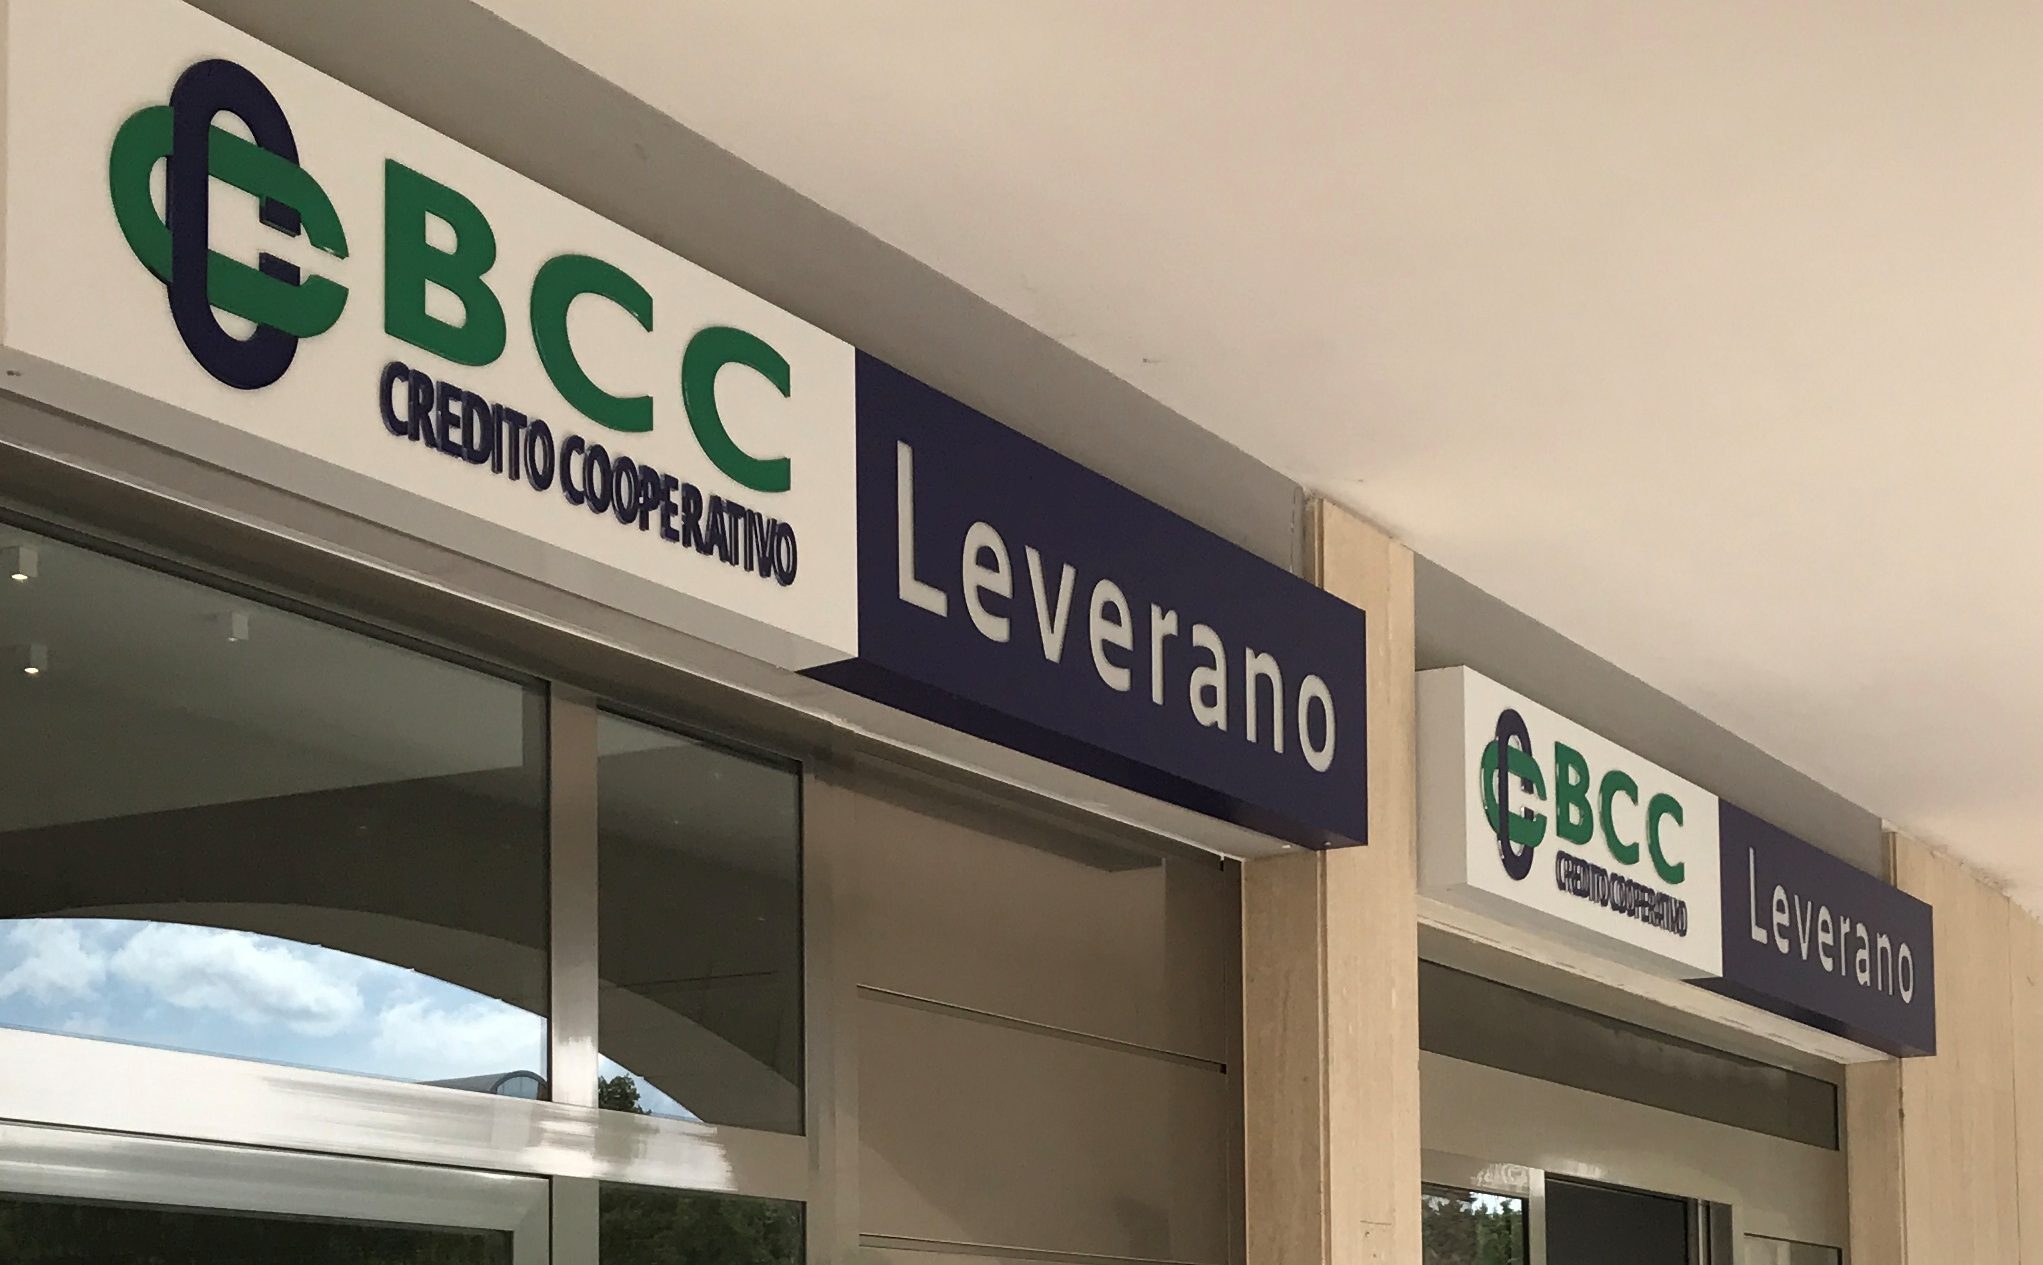 BCC
CREDITO COOPERATIVO
Leverano
BCC
CREDITO COOPERATIVO
Leverano